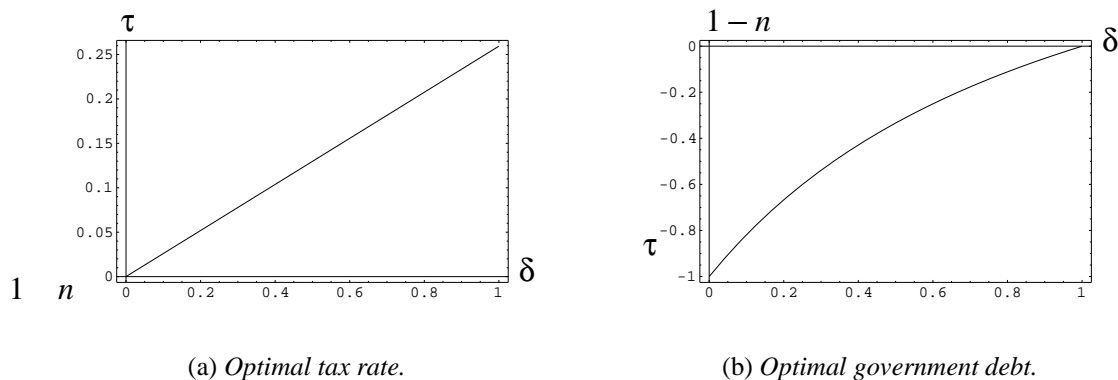 τ
0.25
0.2
0.15
0.1
0.05
0
0 0.2 0.4 0.6 0.8 1
δ
1 n
(a) Optimal tax rate.
1 – n
δ
0
-0.2
-0.4
-0.6
-0.8
-1
τ
0 0.2 0.4 0.6 0.8 1
(b) Optimal government debt.